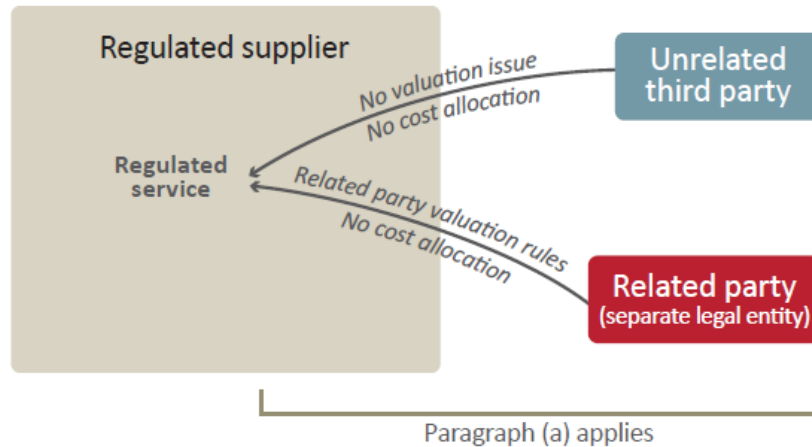 Regulated supplier
Unrelated
third party
No valuation issue
No cost allocation
Regulated
service
Related party valuation rules
No cost allocation
Related party
(separate legal entity)
Paragraph (a) applies